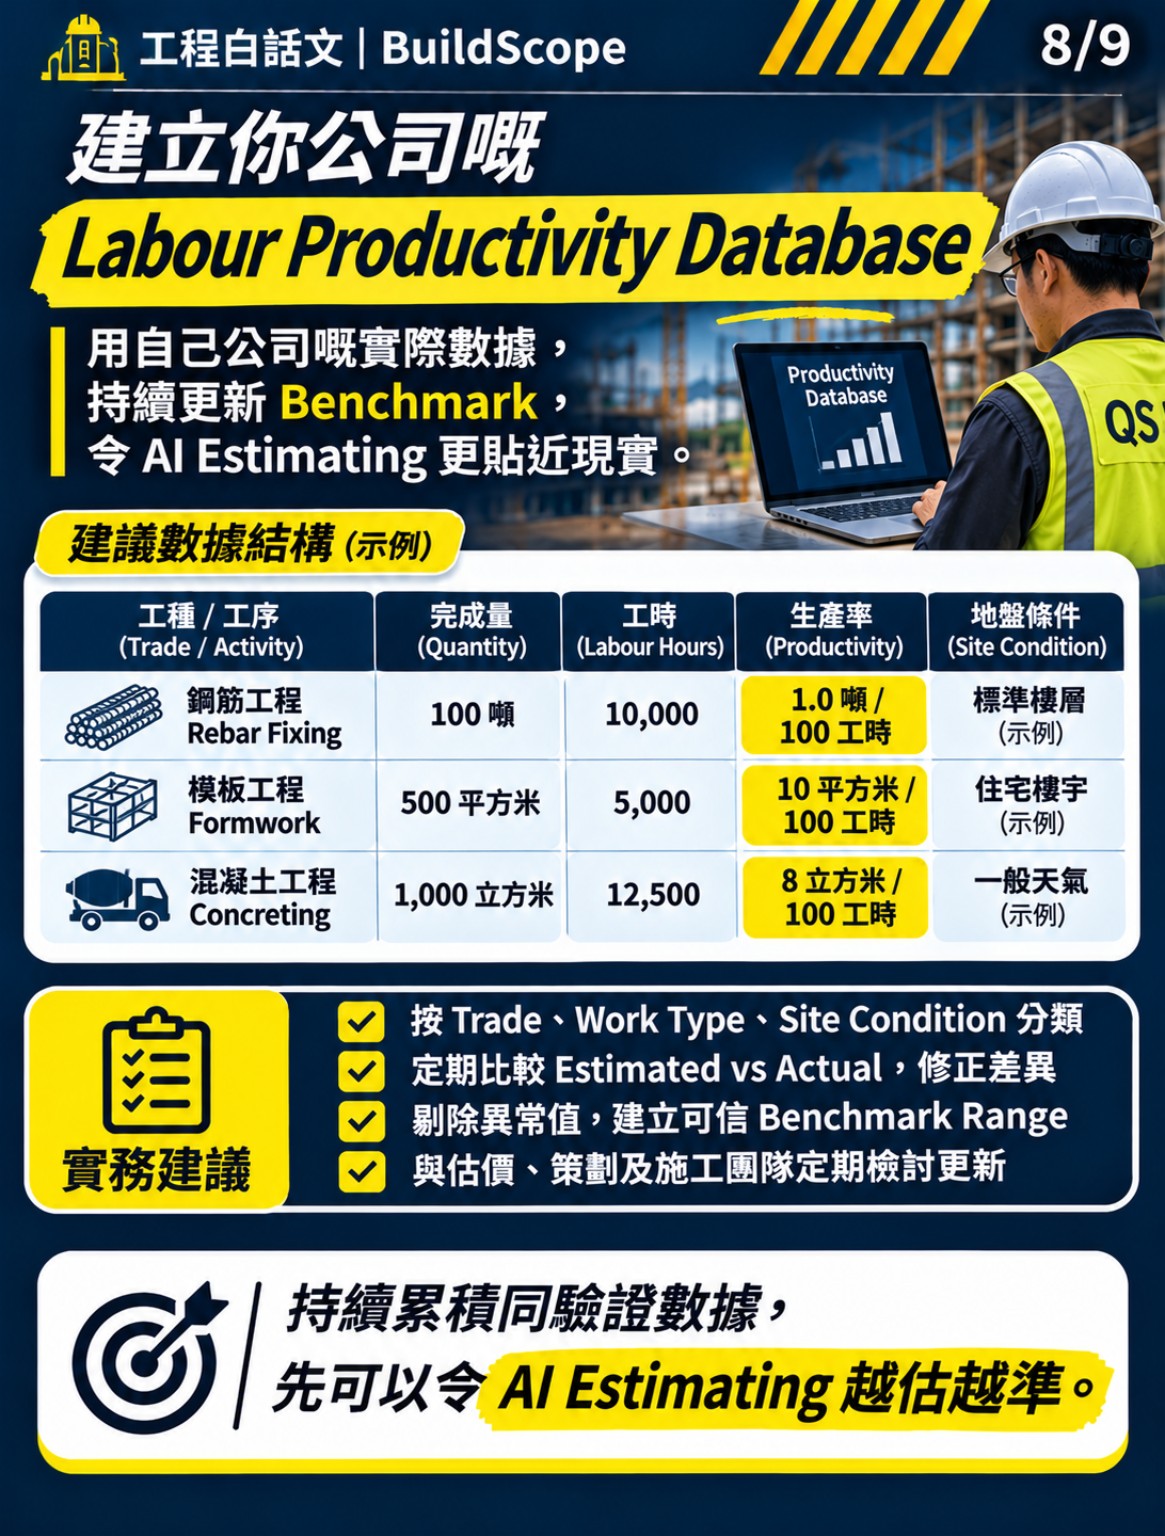 工程白話文 | BuildScope
8/9
建立你公司嘅
Labour Productivity Database
用自己公司嘅實際數據，
持續更新 Benchmark，
令 AI Estimating 更貼近現實。
Productivity
Database
QS
建議數據結構 (示例)
工種 / 工序
(Trade / Activity)
完成量
(Quantity)
工時
(Labour Hours)
生產率
(Productivity)
地盤條件
(Site Condition)
鋼筋工程
Rebar Fixing
100 噸
10,000
1.0 噸 /
100 工時
標準樓層
(示例)
模板工程
Formwork
500 平方米
5,000
10 平方米 /
100 工時
住宅樓宇
(示例)
混凝土工程
Concreting
1,000 立方米
12,500
8 立方米 /
100 工時
一般天氣
(示例)
實務建議
按 Trade、Work Type、Site Condition 分類
定期比較 Estimated vs Actual，修正差異
剔除異常值，建立可信 Benchmark Range
與估價、策劃及施工團隊定期檢討更新
持續累積同驗證數據，
先可以令 AI Estimating 越估越準。